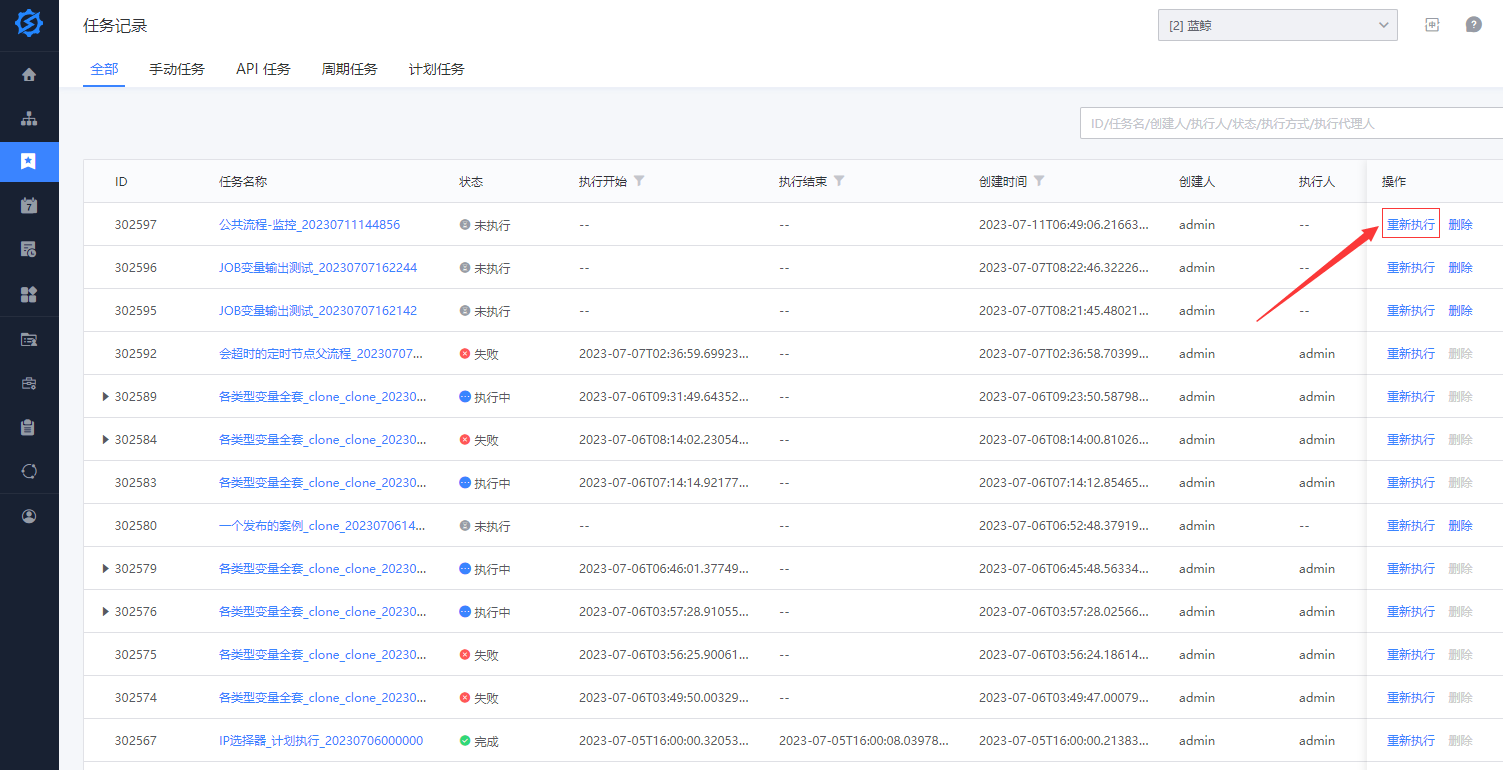 任务记录
[2] 蓝鲸
全部 手动任务 API 任务 周期任务 计划任务
ID/任务名/创建人/执行人/状态/执行方式/执行代理人
ID 任务名称 状态 执行开始 执行结束 创建时间 创建人 执行人 操作
302597 公共流程-监控_20230711144856 未执行 -- -- 2023-07-11T06:49:06.21663... admin -- 重新执行 删除
302596 JOB变量输出测试_20230707162244 未执行 -- -- 2023-07-07T08:22:46.32226... admin -- 重新执行 删除
302595 JOB变量输出测试_20230707162142 未执行 -- -- 2023-07-07T08:21:45.48021... admin -- 重新执行 删除
302592 会超时的定时节点父流程_20230707... 失败 2023-07-07T02:36:59.69923... -- 2023-07-07T02:36:58.70399... admin admin 重新执行 删除
302589 各类型变量全套_clone_clone_20230... 执行中 2023-07-06T09:31:49.64352... -- 2023-07-06T09:23:50.58798... admin admin 重新执行 删除
302584 各类型变量全套_clone_clone_20230... 失败 2023-07-06T08:14:02.23054... -- 2023-07-06T08:14:00.81026... admin admin 重新执行 删除
302583 各类型变量全套_clone_clone_20230... 执行中 2023-07-06T07:14:14.92177... -- 2023-07-06T07:14:12.85465... admin admin 重新执行 删除
302580 一个发布的案例_clone_2023070614... 未执行 -- -- 2023-07-06T06:52:48.37919... admin -- 重新执行 删除
302579 各类型变量全套_clone_clone_20230... 执行中 2023-07-06T06:46:01.37749... -- 2023-07-06T06:45:48.56334... admin admin 重新执行 删除
302576 各类型变量全套_clone_clone_20230... 执行中 2023-07-06T03:57:28.91055... -- 2023-07-06T03:57:28.02566... admin admin 重新执行 删除
302575 各类型变量全套_clone_clone_20230... 失败 2023-07-06T03:56:25.90061... -- 2023-07-06T03:56:24.18614... admin admin 重新执行 删除
302574 各类型变量全套_clone_clone_20230... 失败 2023-07-06T03:49:50.00329... -- 2023-07-06T03:49:47.00079... admin admin 重新执行 删除
302567 IP选择器_计划执行_20230706000000 完成 2023-07-05T16:00:00.32053... 2023-07-05T16:00:08.03978... 2023-07-05T16:00:00.21383... admin admin 重新执行 删除